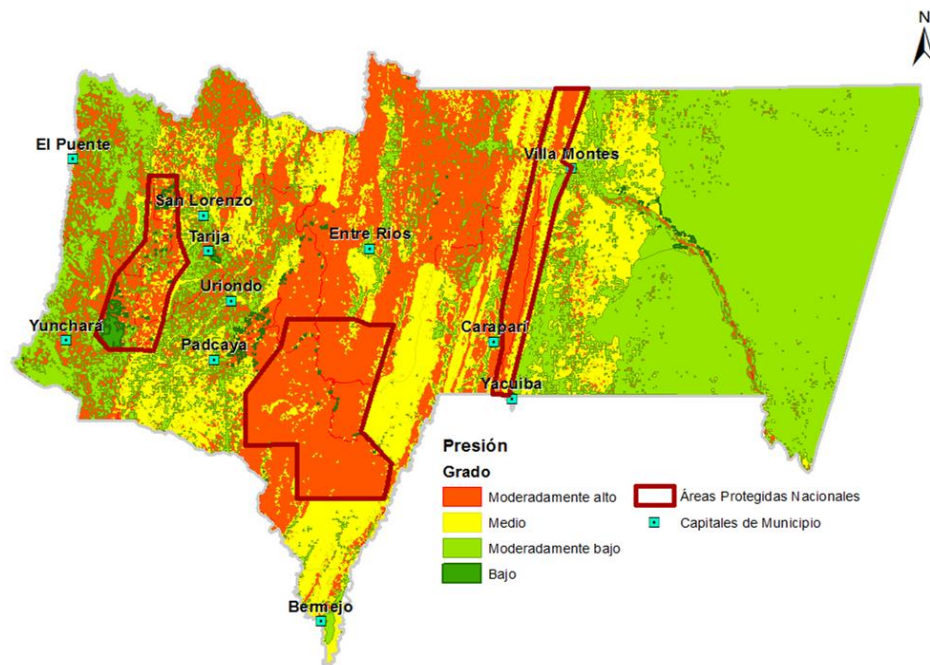 N
El Puente
Villa Montes
San Lorenzo
Tarija
Entre Rios
Uriondo
Yunchará
Padcaya
Caraparí
Yacuiba
Bermejo
Presión
Grado
Moderadamente alto
Medio
Moderadamente bajo
Bajo
Áreas Protegidas Nacionales
Capitales de Municipio